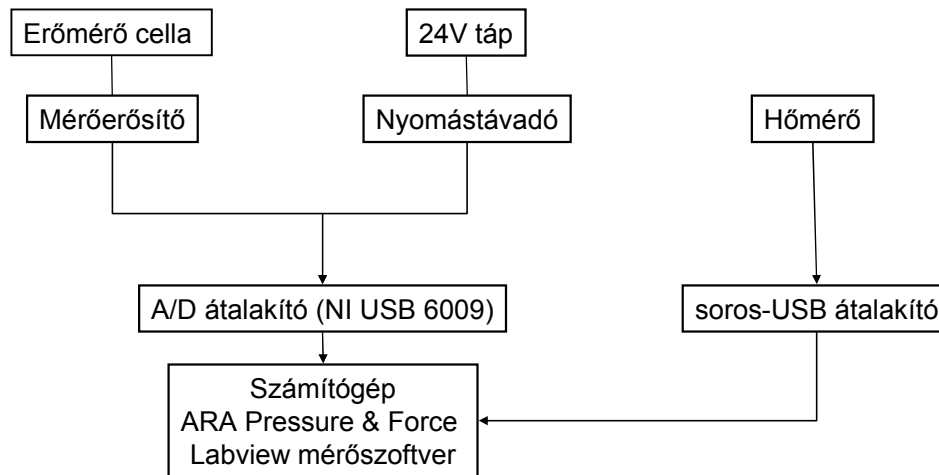 Erőmérő cella
24V táp
Mérőerősítő
Nyomástávadó
Hőmérő
A/D átalakító (NI USB 6009)
soros-USB átalakító
Számítógép
ARA Pressure & Force
Labview mérőszoftver